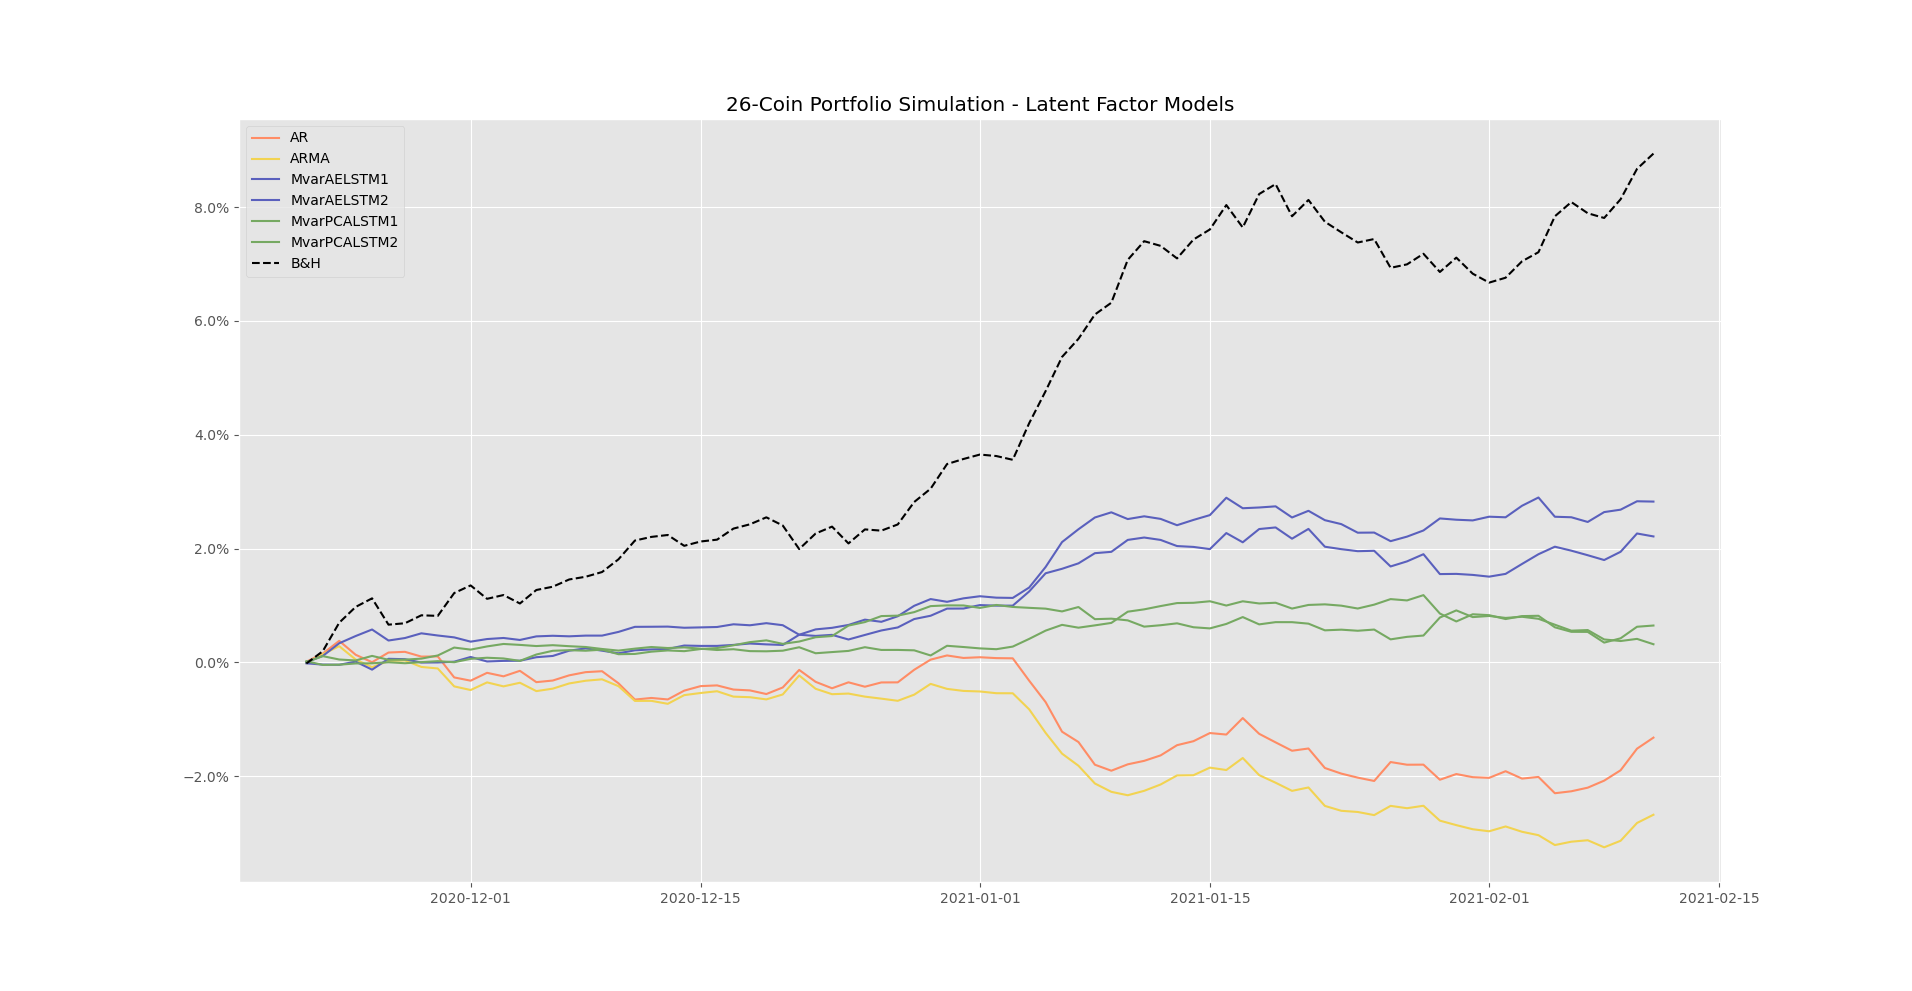 26-Coin Portfolio Simulation - Latent Factor Models
AR
ARMA
MvarAELSTM1
MvarAELSTM2
MvarPCALSTM1
MvarPCALSTM2
B&H
8.0%
6.0%
4.0%
2.0%
0.0%
−2.0%
2020-12-01
2020-12-15
2021-01-01
2021-01-15
2021-02-01
2021-02-15